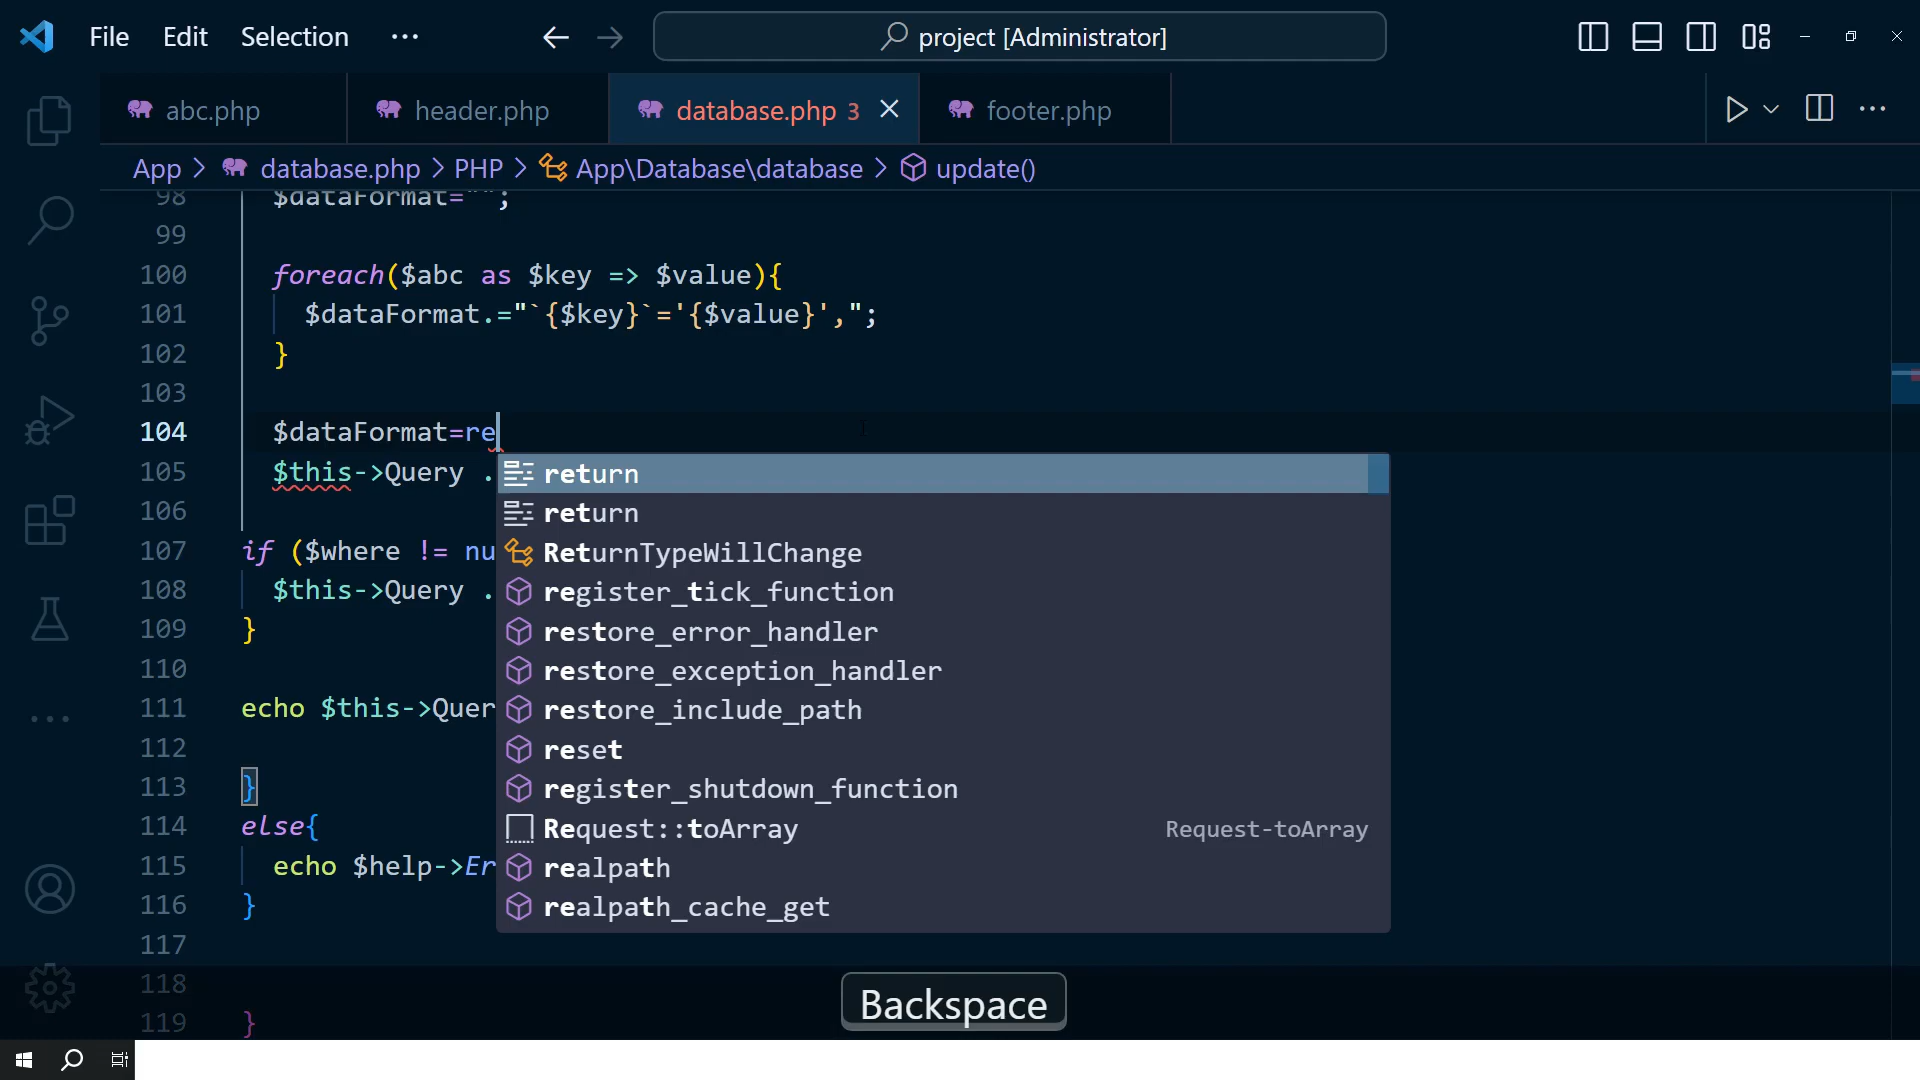 File Edit Selection ···
project [Administrator]
abc.php
header.php
database.php 3
footer.php
App > database.php > PHP > App\Database\database > update()
98 $dataFormat="";
99
100 foreach($abc as $key => $value){
101 $dataFormat.="`{$key}`='{$value}',";
102 }
103
104 $dataFormat=re
105 $this->Query .
106
107 if ($where != nu
108 $this->Query .
109 }
110
111 echo $this->Quer
112
113 }
114 else{
115 echo $help->Er
116 }
117
118
119 }
return
return
ReturnTypeWillChange
register_tick_function
restore_error_handler
restore_exception_handler
restore_include_path
reset
register_shutdown_function
Request::toArray Request-toArray
realpath
realpath_cache_get
Backspace